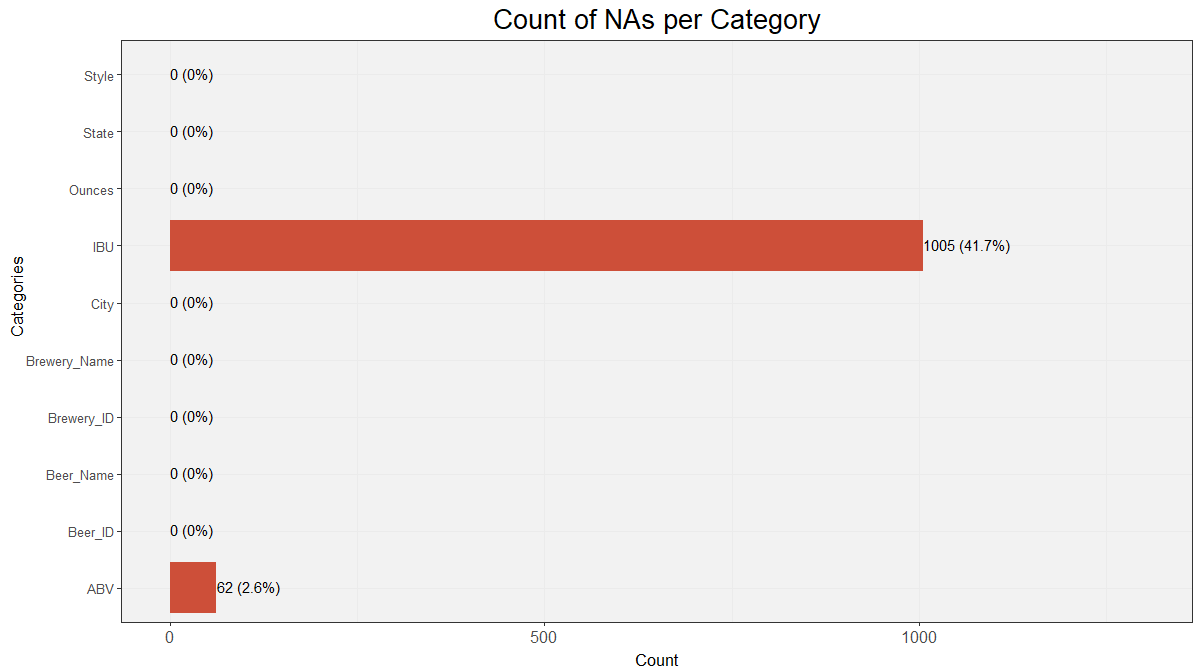 Count of NAs per Category
Categories
Style 0 (0%)
State 0 (0%)
Ounces 0 (0%)
IBU 1005 (41.7%)
City 0 (0%)
Brewery_Name 0 (0%)
Brewery_ID 0 (0%)
Beer_Name 0 (0%)
Beer_ID 0 (0%)
ABV 62 (2.6%)
0 500 1000
Count